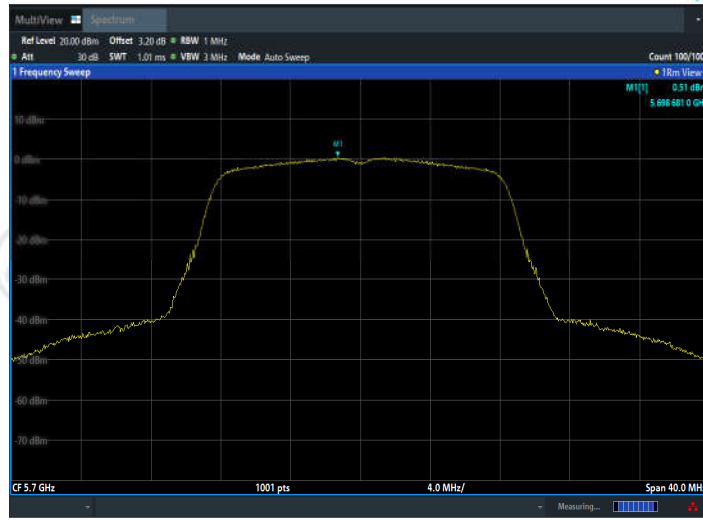 MultiView Spectrum
Ref Level 20.00 dBm Offset 3.20 dB RBW 1 MHz
Att 30 dB SWT 1.01 ms VBW 3 MHz Mode Auto Sweep Count 100/100
1 Frequency Sweep 1Rm View
M1[1] 0.51 dBm
5.698 681 0 GH
M1
10 dBm
0 dBm
-10 dBm
-20 dBm
-30 dBm
-40 dBm
-50 dBm
-60 dBm
-70 dBm
CF 5.7 GHz 1001 pts 4.0 MHz/ Span 40.0 MH
Measuring...